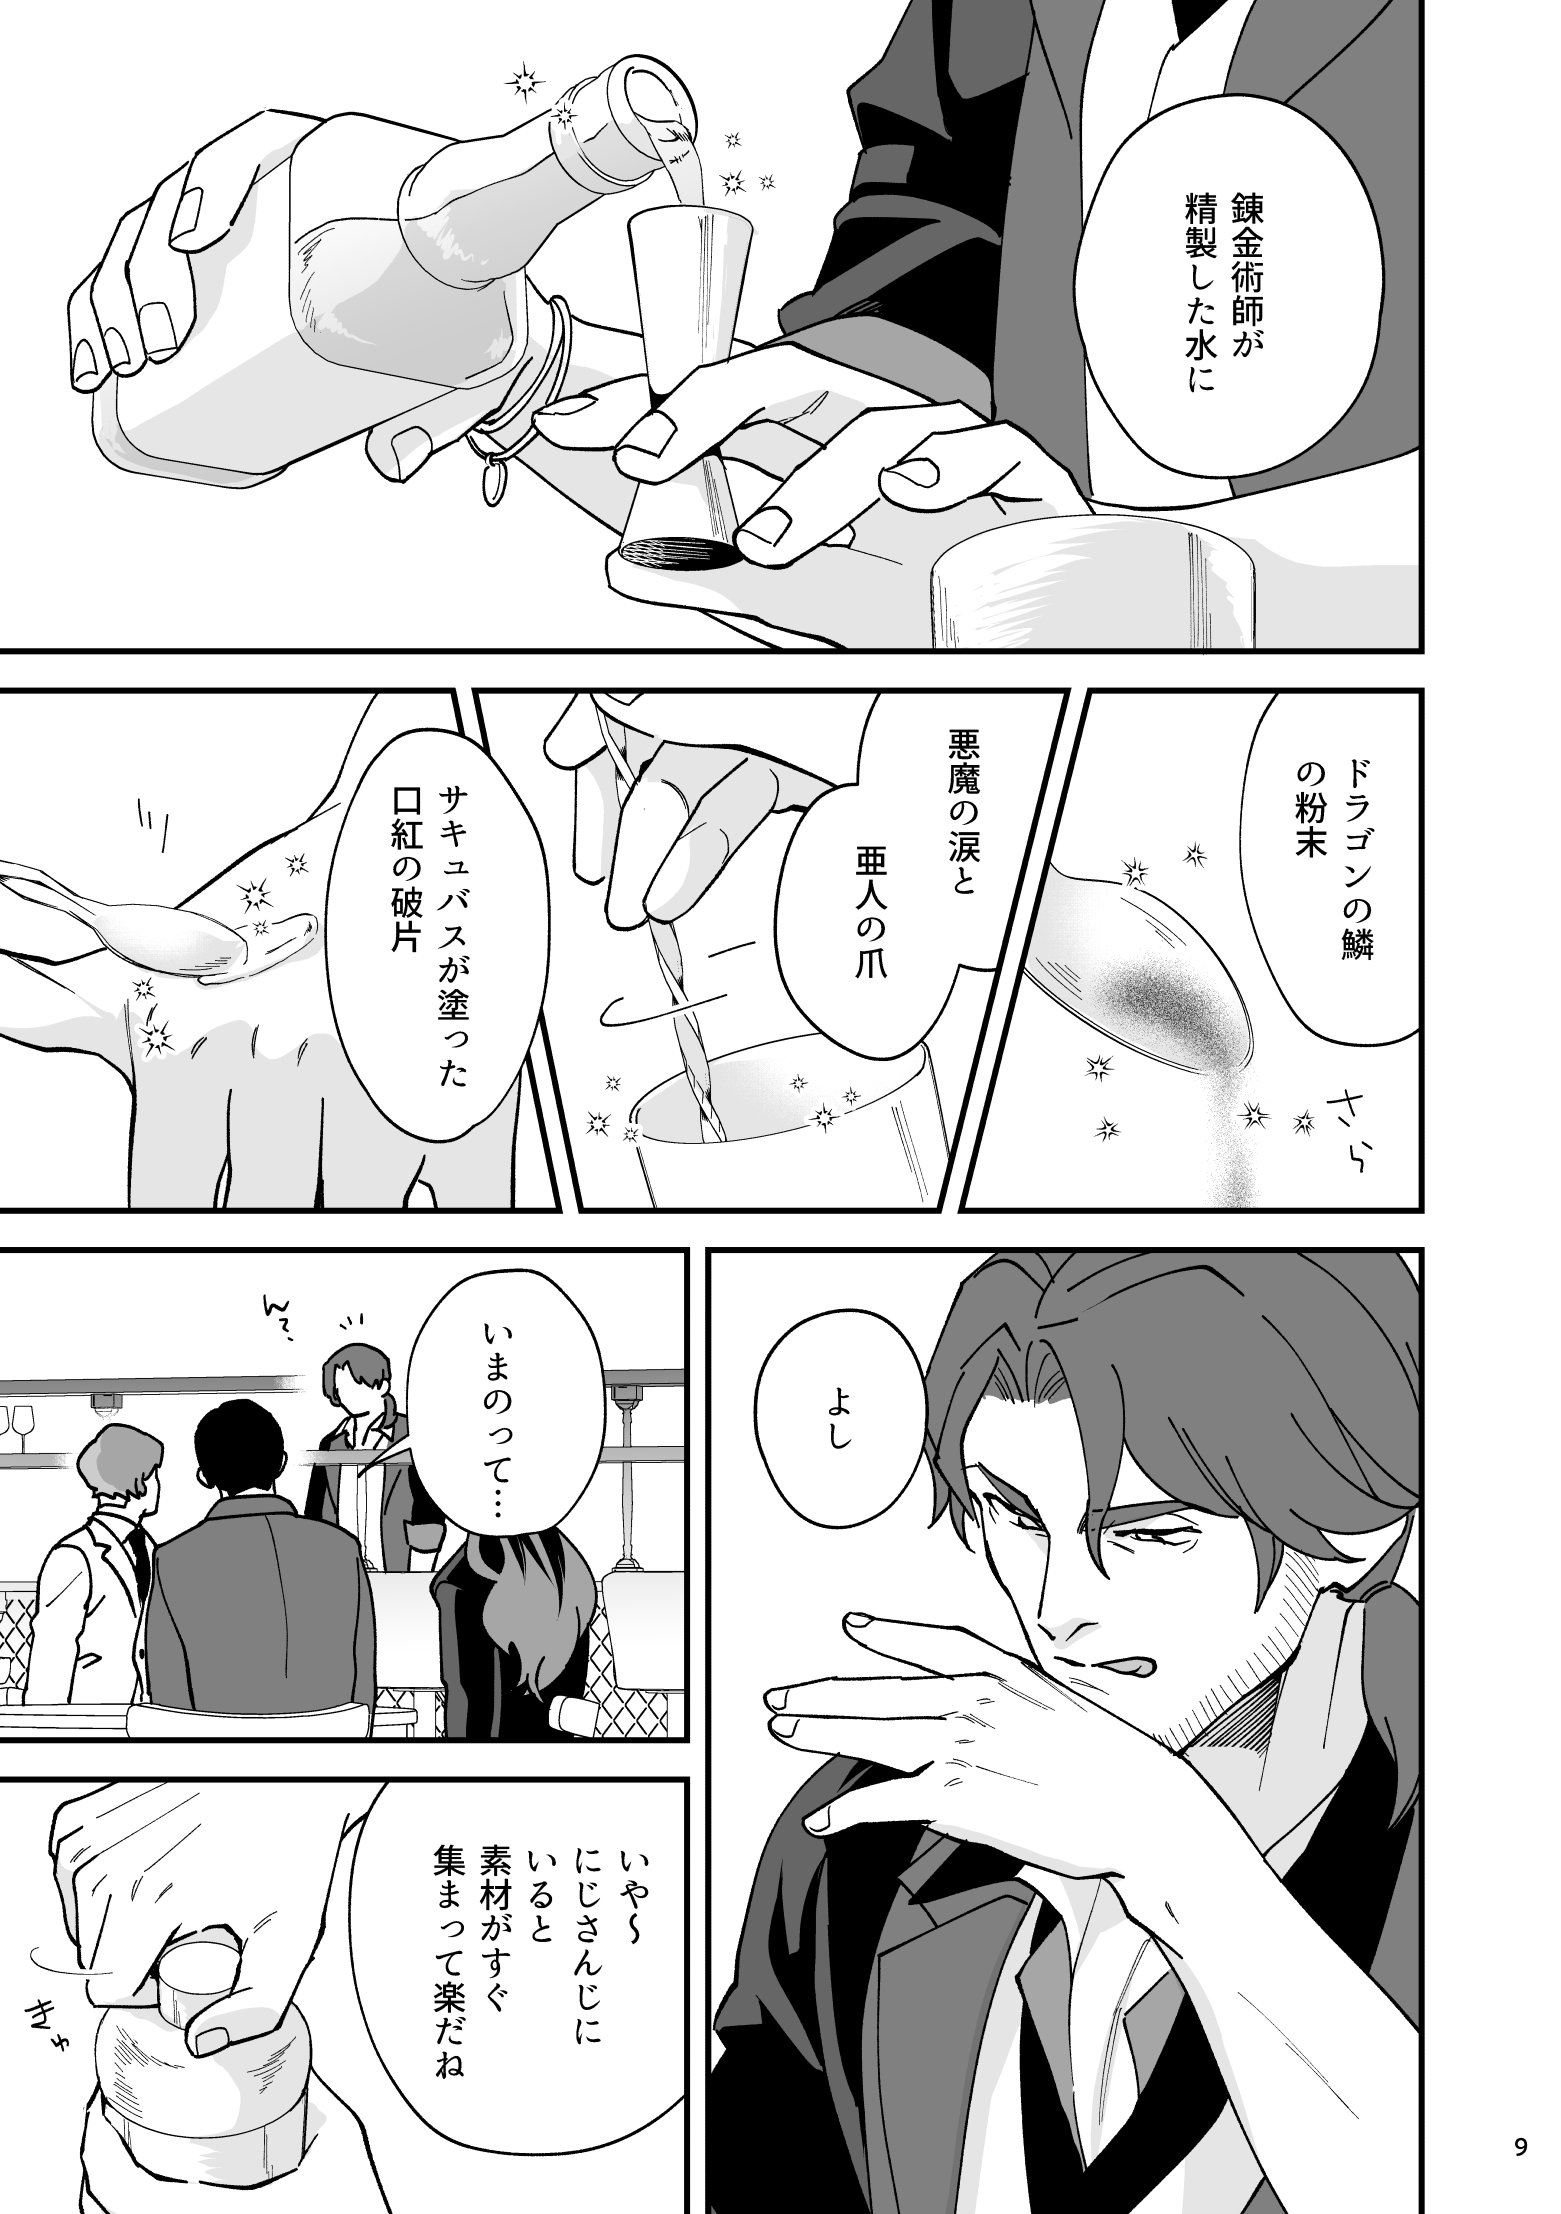 錬金術師が
精製した水に
ドラゴンの鱗
の粉末
さら
悪魔の涙と
亜人の爪
サキュバスが塗った
口紅の破片
よし
いまのって…
ん?
いや〜
にじさんじに
いると
素材がすぐ
集まって楽だね
きゅ
9